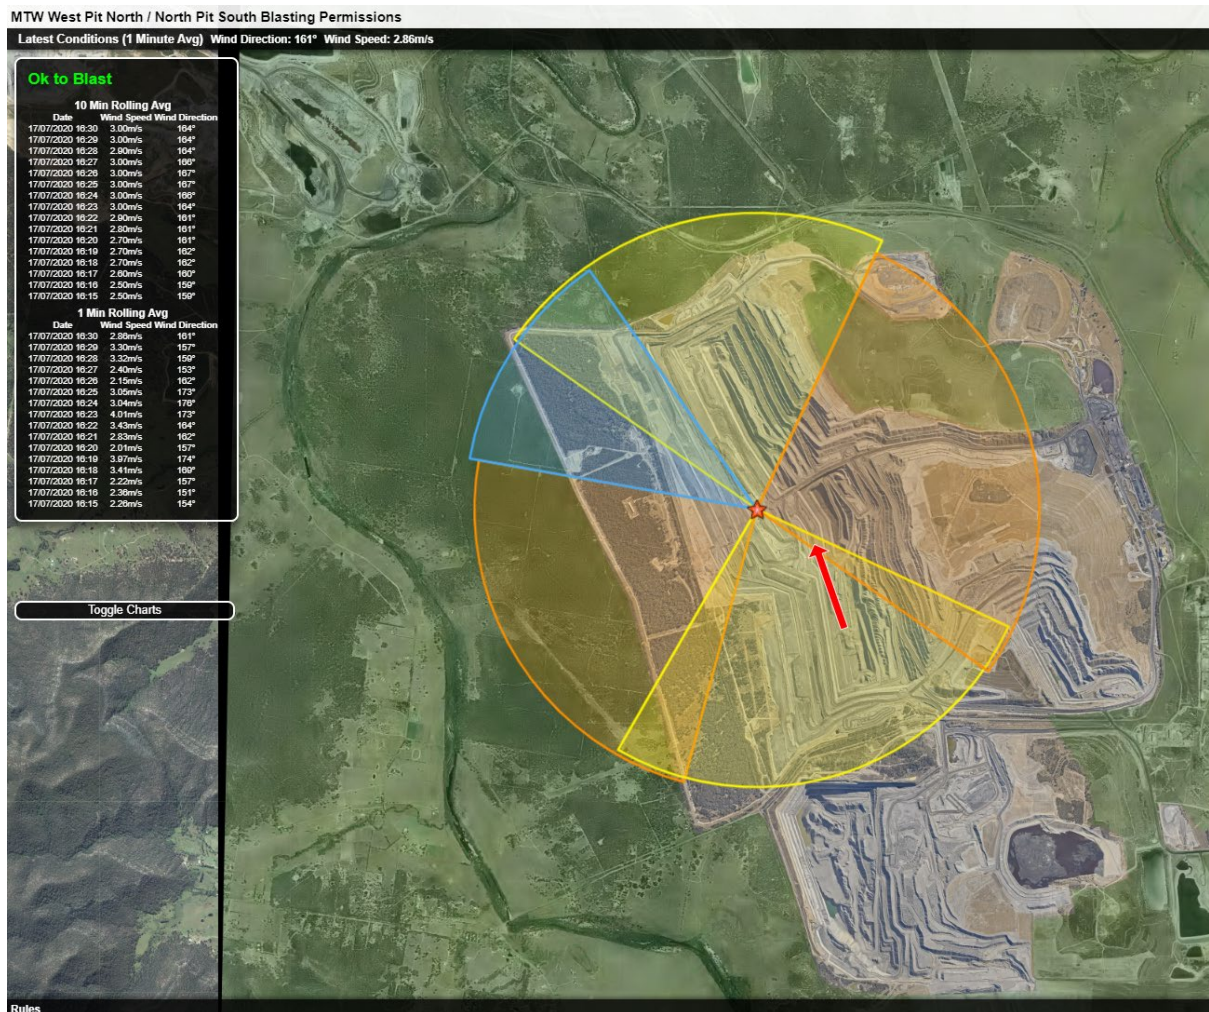 MTW West Pit North / North Pit South Blasting Permissions
Latest Conditions (1 Minute Avg) Wind Direction: 161° Wind Speed: 2.86m/s
Ok to Blast
10 Min Rolling Avg
Date Wind Speed Wind Direction
17/07/2020 16:30 3.00m/s 164°
17/07/2020 16:29 3.00m/s 164°
17/07/2020 16:28 2.90m/s 164°
17/07/2020 16:27 3.00m/s 166°
17/07/2020 16:26 3.00m/s 167°
17/07/2020 16:25 3.00m/s 167°
17/07/2020 16:24 3.00m/s 166°
17/07/2020 16:23 3.00m/s 164°
17/07/2020 16:22 2.90m/s 161°
17/07/2020 16:21 2.80m/s 161°
17/07/2020 16:20 2.70m/s 161°
17/07/2020 16:19 2.70m/s 162°
17/07/2020 16:18 2.70m/s 162°
17/07/2020 16:17 2.60m/s 160°
17/07/2020 16:16 2.50m/s 159°
17/07/2020 16:15 2.50m/s 159°
1 Min Rolling Avg
Date Wind Speed Wind Direction
17/07/2020 16:30 2.86m/s 161°
17/07/2020 16:29 3.30m/s 157°
17/07/2020 16:28 3.32m/s 159°
17/07/2020 16:27 2.40m/s 153°
17/07/2020 16:26 2.15m/s 162°
17/07/2020 16:25 3.05m/s 173°
17/07/2020 16:24 3.04m/s 176°
17/07/2020 16:23 4.01m/s 173°
17/07/2020 16:22 3.43m/s 164°
17/07/2020 16:21 2.83m/s 162°
17/07/2020 16:20 2.01m/s 157°
17/07/2020 16:19 3.97m/s 174°
17/07/2020 16:18 3.41m/s 169°
17/07/2020 16:17 2.22m/s 157°
17/07/2020 16:16 2.36m/s 151°
17/07/2020 16:15 2.26m/s 154°
Toggle Charts
Rules